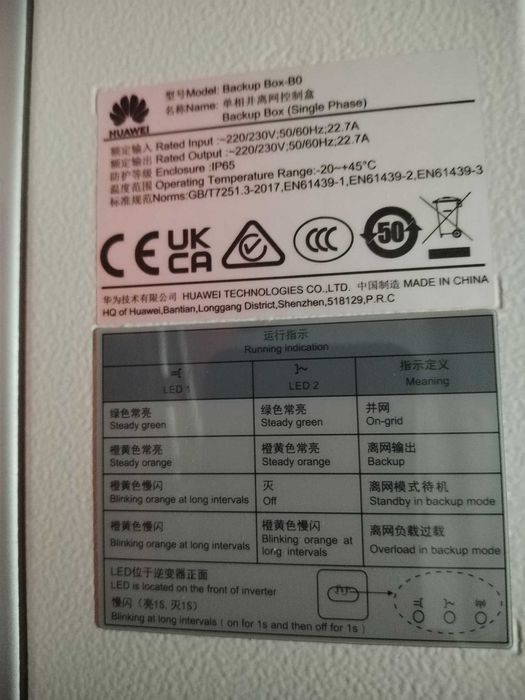 型号Model: Backup Box-B0
名称Name: 单相并离网控制盒
Backup Box (Single Phase)
HUAWEI
额定输入 Rated Input :~220/230V;50/60Hz;22.7A
额定输出 Rated Output :~220/230V;50/60Hz;22.7A
防护等级 Enclosure :IP65
温度范围 Operating Temperature Range:-20~+45°C
标准规范Norms:GB/T7251.3-2017,EN61439-1,EN61439-2,EN61439-3
CE UK CA CCC 50
华为技术有限公司 HUAWEI TECHNOLOGIES CO.,LTD. 中国制造 MADE IN CHINA
HQ of Huawei,Bantian,Longgang District,Shenzhen,518129,P.R.C
运行指示
Running indication
LED 1
LED 2
指示定义
Meaning
绿色常亮
Steady green
绿色常亮
Steady green
并网
On-grid
橙黄色常亮
Steady orange
橙黄色常亮
Steady orange
离网输出
Backup
橙黄色慢闪
Blinking orange at long intervals
灭
Off
离网模式待机
Standby in backup mode
橙黄色慢闪
Blinking orange at long intervals
橙黄色慢闪
Blinking orange at
long intervals
离网负载过载
Overload in backup mode
LED位于逆变器正面
LED is located on the front of inverter
慢闪（亮1S, 灭1S）
Blinking at long intervals ( on for 1s and then off for 1s )